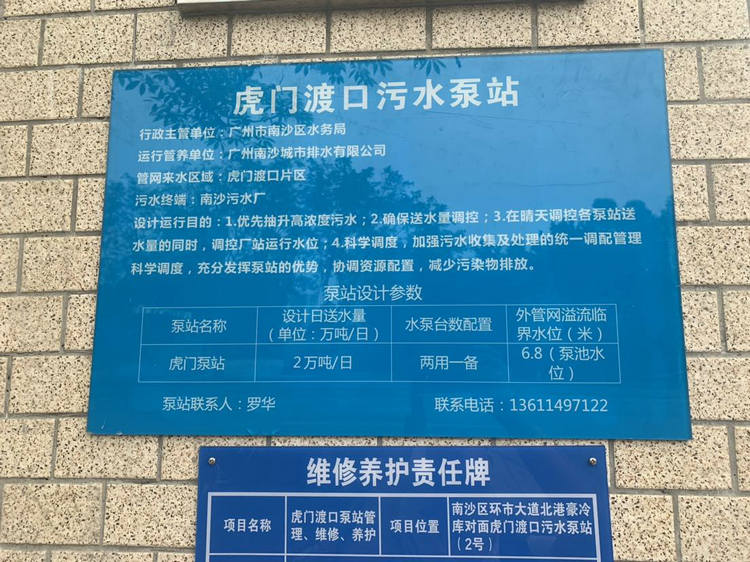 虎门渡口污水泵站
行政主管单位：广州市南沙区水务局
运行管养单位：广州南沙城市排水有限公司
管网来水区域：虎门渡口片区
污水终端：南沙污水厂
设计运行目的：1.优先抽升高浓度污水；2.确保送水量调控；3.在晴天调控各泵站送
水量的同时，调控厂站运行水位；4.科学调度，加强污水收集及处理的统一调配管理
科学调度，充分发挥泵站的优势，协调资源配置，减少污染物排放。
泵站设计参数
泵站名称 设计日送水量（单位：万吨/日） 水泵台数配置 外管网溢流临界水位（米）
虎门泵站 2万吨/日 两用一备 6.8（泵池水位）
泵站联系人：罗华 联系电话：13611497122
维修养护责任牌
项目名称 虎门渡口泵站管理、维修、养护 项目位置 南沙区环市大道北港豪冷库对面虎门渡口污水泵站（2号）